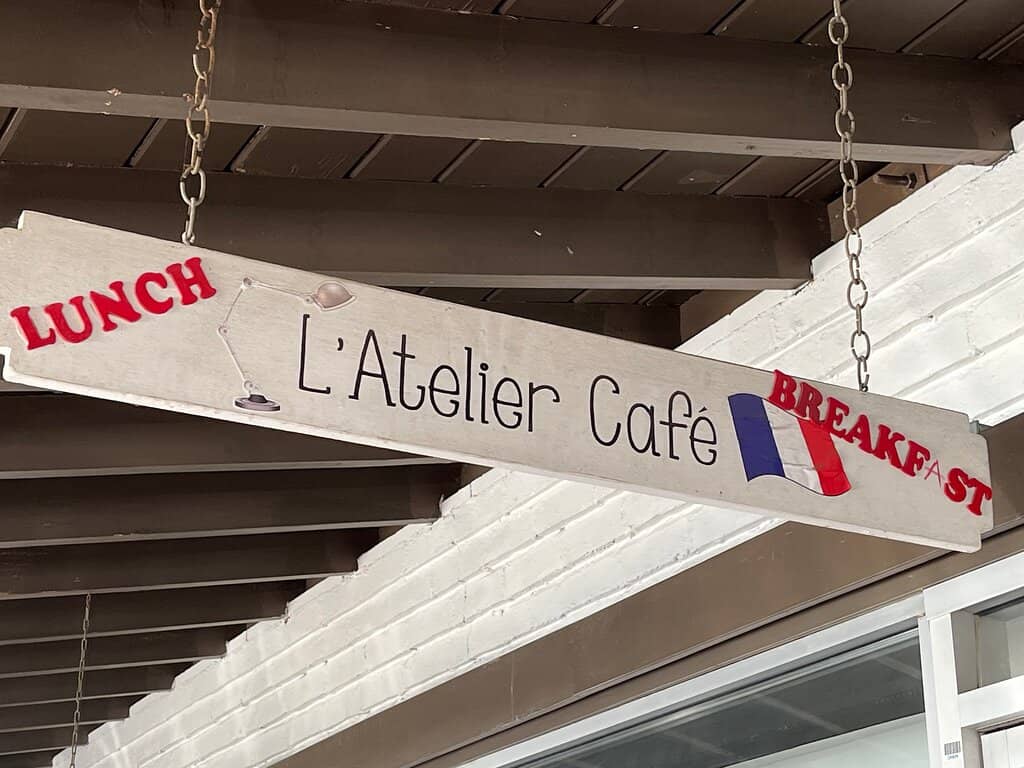 LUNCH
L'Atelier Café
BREAKFAST